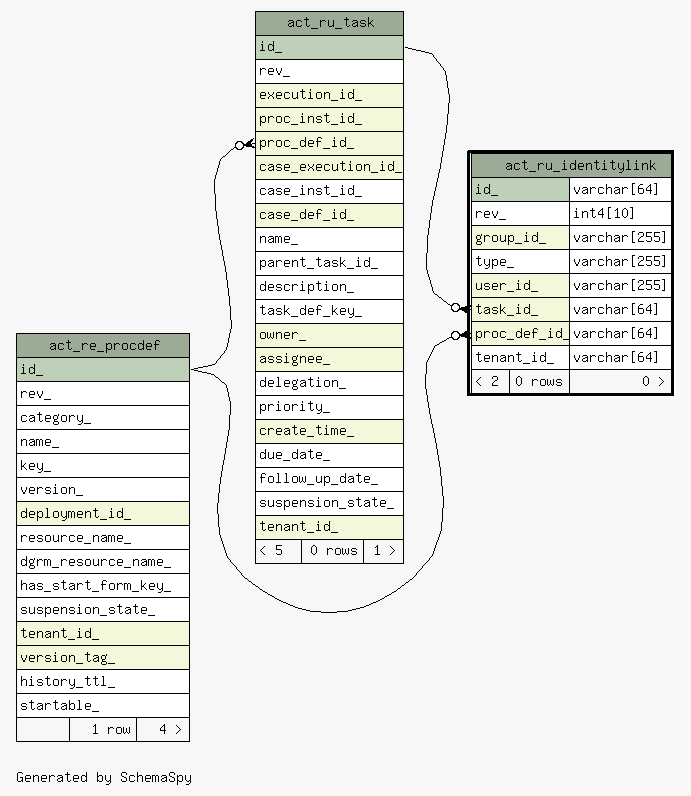 act_ru_task
id_
rev_
execution_id_
proc_inst_id_
proc_def_id_
case_execution_id_
case_inst_id_
case_def_id_
name_
parent_task_id_
description_
task_def_key_
owner_
assignee_
delegation_
priority_
create_time_
due_date_
follow_up_date_
suspension_state_
tenant_id_
< 5 0 rows 1 >
act_ru_identitylink
id_ varchar[64]
rev_ int4[10]
group_id_ varchar[255]
type_ varchar[255]
user_id_ varchar[255]
task_id_ varchar[64]
proc_def_id_ varchar[64]
tenant_id_ varchar[64]
< 2 0 rows 0 >
act_re_procdef
id_
rev_
category_
name_
key_
version_
deployment_id_
resource_name_
dgrm_resource_name_
has_start_form_key_
suspension_state_
tenant_id_
version_tag_
history_ttl_
startable_
1 row 4 >
Generated by SchemaSpy